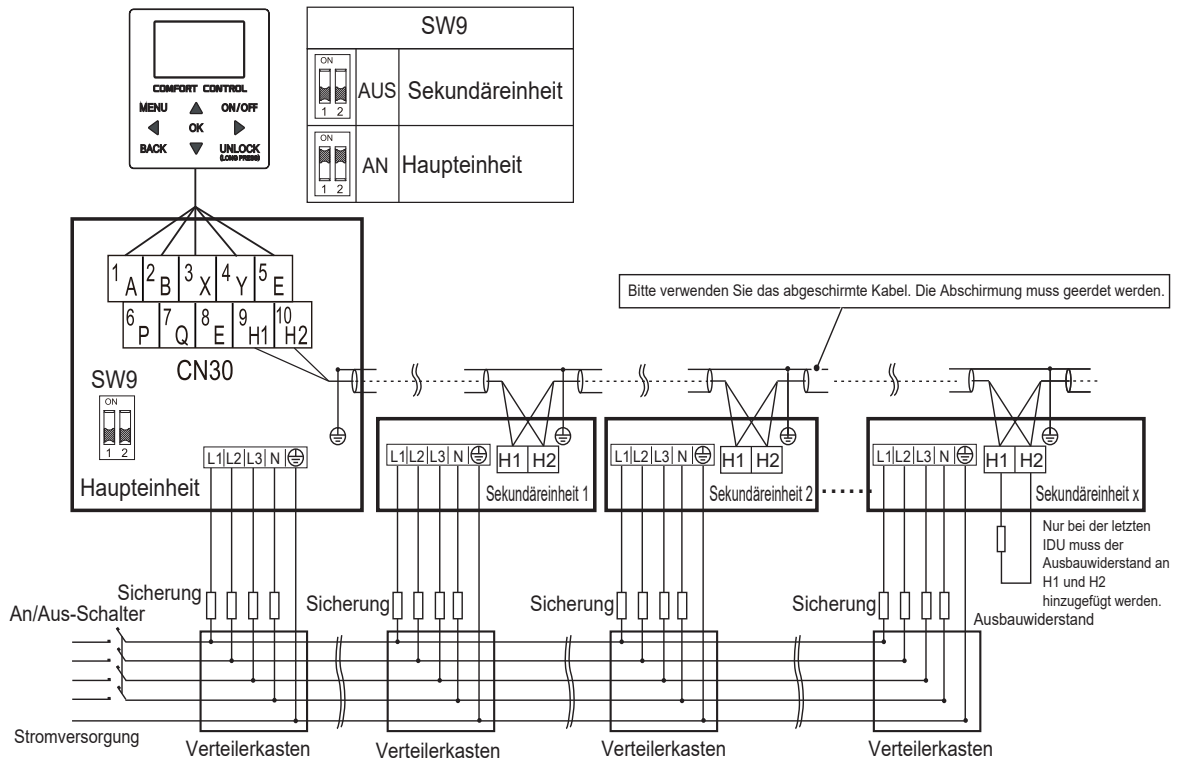 COMFORT CONTROL
MENU ON/OFF
OK
BACK UNLOCK
(LONG PRESS)
SW9
ON
1 2
AUS Sekundäreinheit
ON
1 2
AN Haupteinheit
1 A 2 B 3 X 4 Y 5 E
6 P 7 Q 8 E 9 H1 10 H2
CN30
SW9
ON
1 2
Haupteinheit
L1 L2 L3 N
Bitte verwenden Sie das abgeschirmte Kabel. Die Abschirmung muss geerdet werden.
L1 L2 L3 N H1 H2
Sekundäreinheit 1
L1 L2 L3 N H1 H2
Sekundäreinheit 2
L1 L2 L3 N H1 H2
Sekundäreinheit x
Nur bei der letzten
IDU muss der
Ausbauwiderstand an
H1 und H2
hinzugefügt werden.
Ausbauwiderstand
An/Aus-Schalter
Sicherung
Sicherung
Sicherung
Sicherung
Stromversorgung
Verteilerkasten
Verteilerkasten
Verteilerkasten
Verteilerkasten